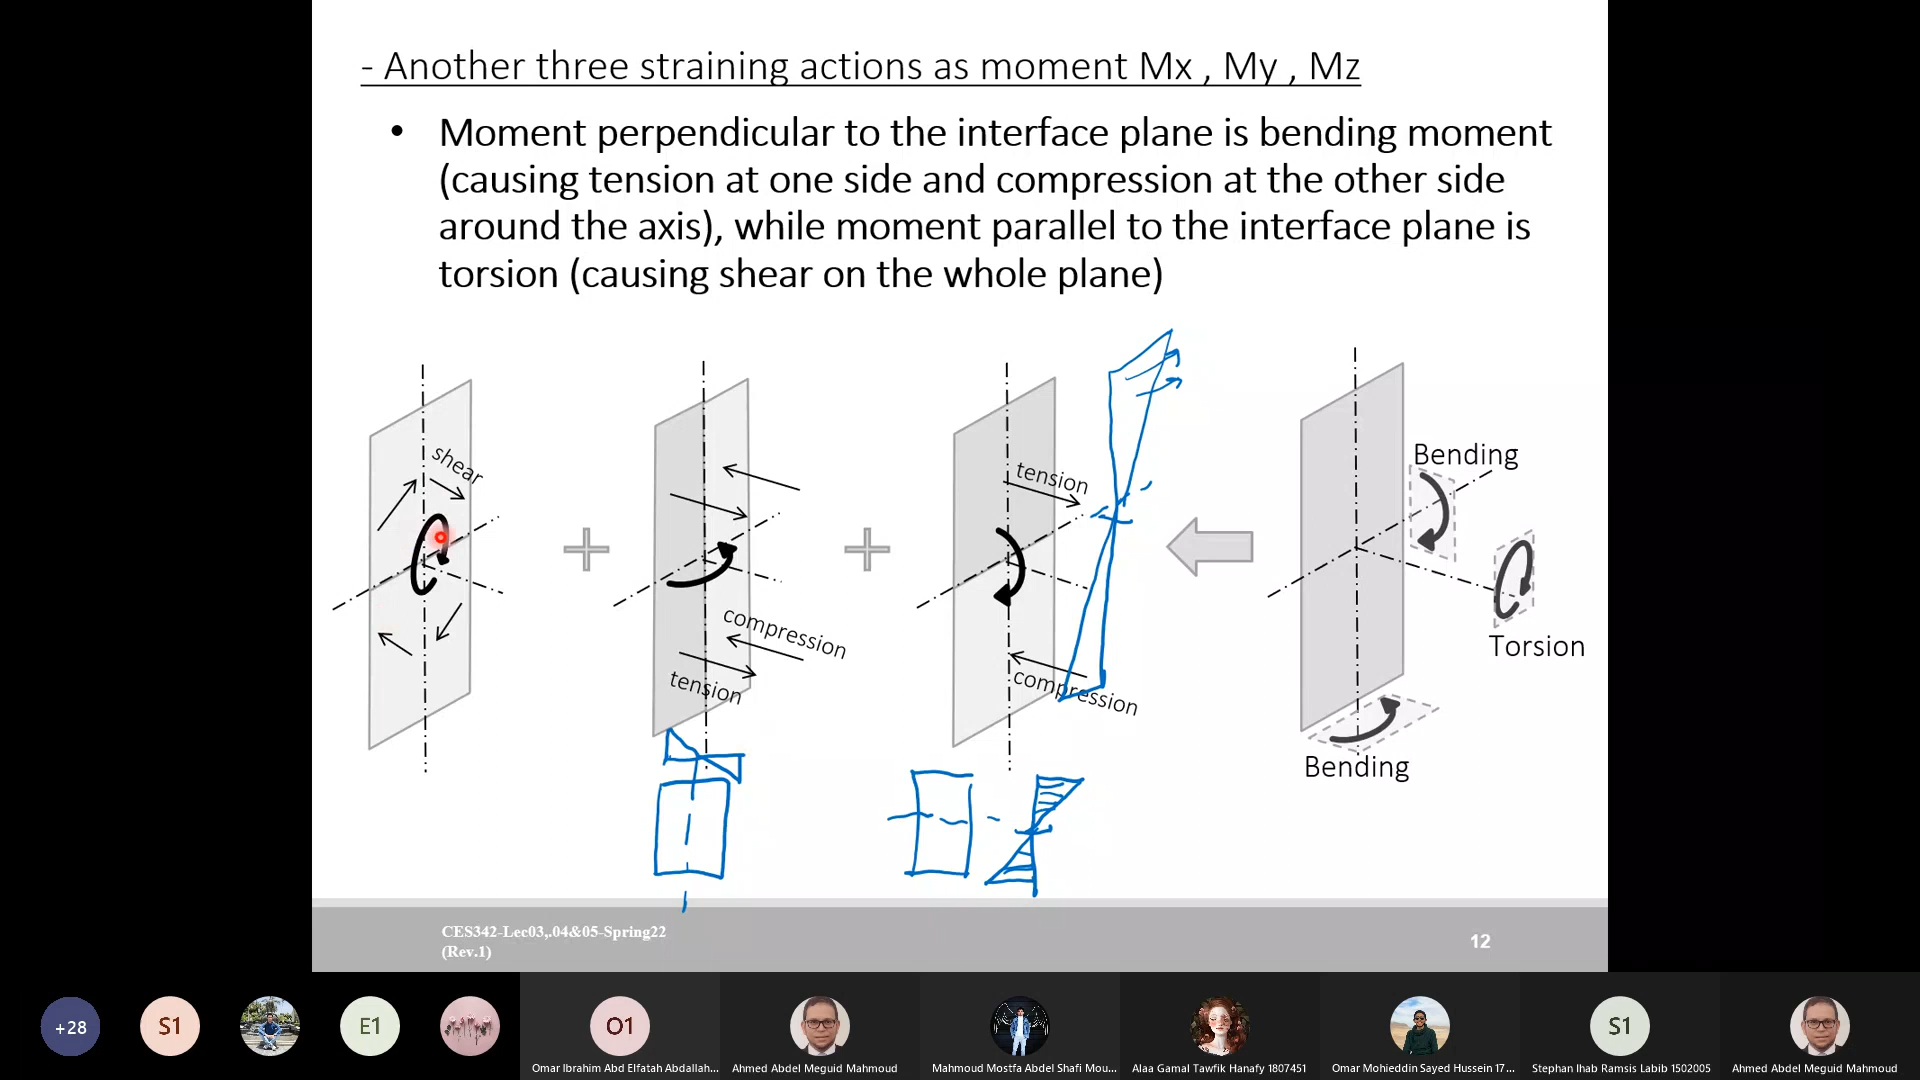 - Another three straining actions as moment Mx , My , Mz
• Moment perpendicular to the interface plane is bending moment
(causing tension at one side and compression at the other side
around the axis), while moment parallel to the interface plane is
torsion (causing shear on the whole plane)
shear
compression
tension
tension
compression
Bending
Torsion
Bending
CES342-Lec03,.04&05-Spring22
(Rev.1)
12
+28
S1
E1
O1
S1
Omar Ibrahim Abd Elfatah Abdallah...
Ahmed Abdel Meguid Mahmoud
Mahmoud Mostfa Abdel Shafi Mou...
Alaa Gamal Tawfik Hanafy 1807451
Omar Mohieddin Sayed Hussein 17...
Stephan Ihab Ramsis Labib 1502005
Ahmed Abdel Meguid Mahmoud